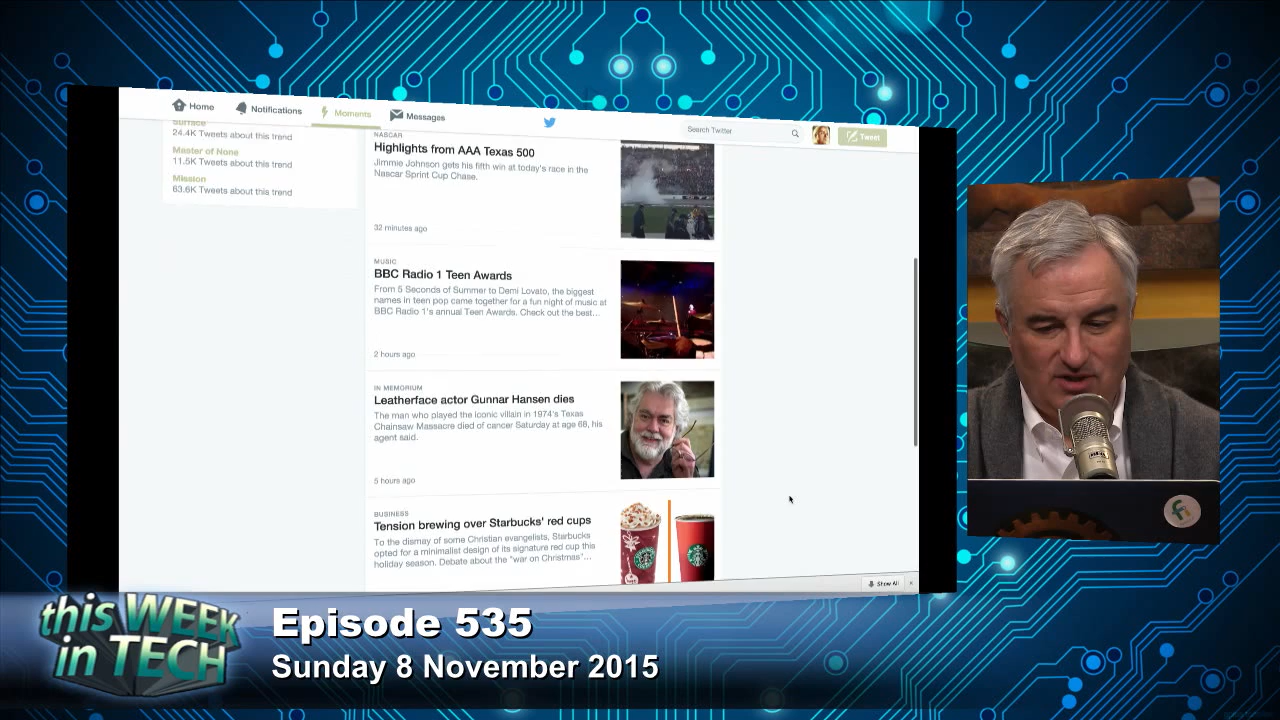 Home
Notifications
Moments
Messages
Search Twitter
Tweet
Surface
24.4K Tweets about this trend
Master of None
11.5K Tweets about this trend
Mission
63.6K Tweets about this trend
NASCAR
Highlights from AAA Texas 500
Jimmie Johnson gets his fifth win at today's race in the
Nascar Sprint Cup Chase.
32 minutes ago
MUSIC
BBC Radio 1 Teen Awards
From 5 Seconds of Summer to Demi Lovato, the biggest
names in teen pop came together for a fun night of music at
BBC Radio 1's annual Teen Awards. Check out the best...
2 hours ago
IN MEMORIUM
Leatherface actor Gunnar Hansen dies
The man who played the iconic villain in 1974's Texas
Chainsaw Massacre died of cancer Saturday at age 68, his
agent said.
5 hours ago
BUSINESS
Tension brewing over Starbucks' red cups
To the dismay of some Christian evangelists, Starbucks
opted for a minimalist design of its signature red cup this
holiday season. Debate about the "war on Christmas"...
Show All
this WEEK
in TECH
Episode 535
Sunday 8 November 2015